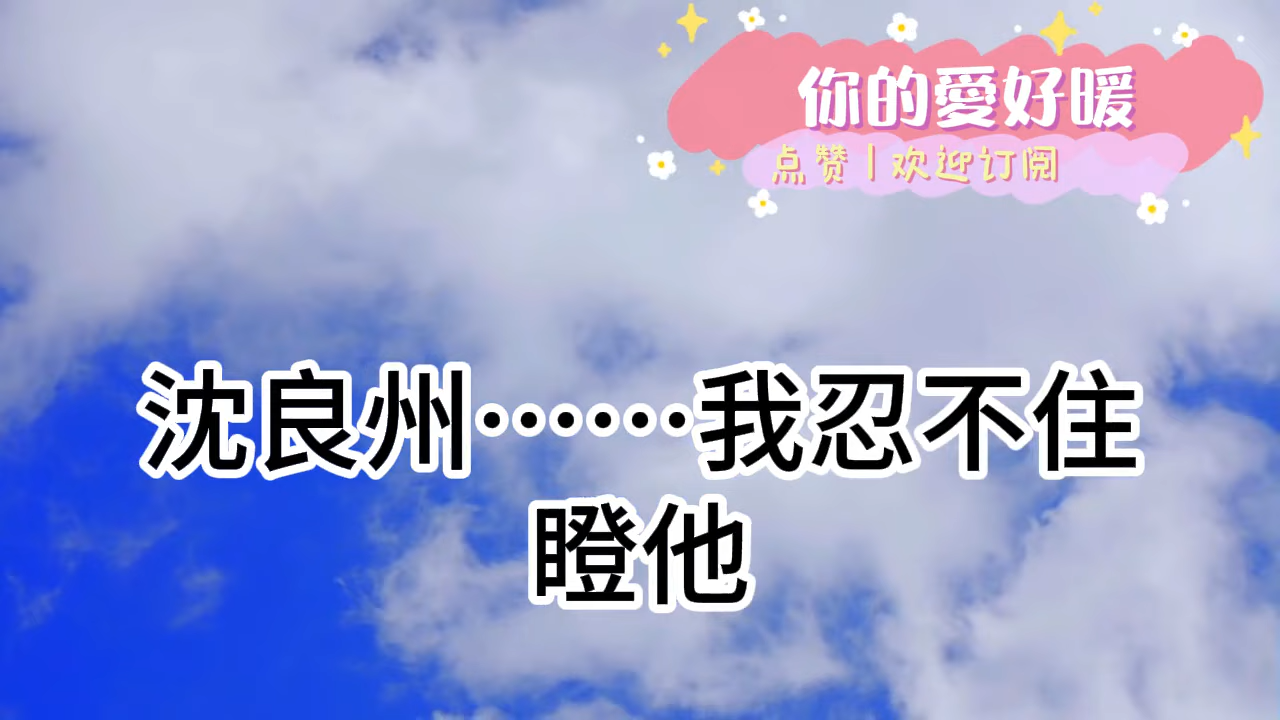 你的愛好暖
点赞 | 欢迎订阅
沈良州⋯⋯我忍不住
瞪他